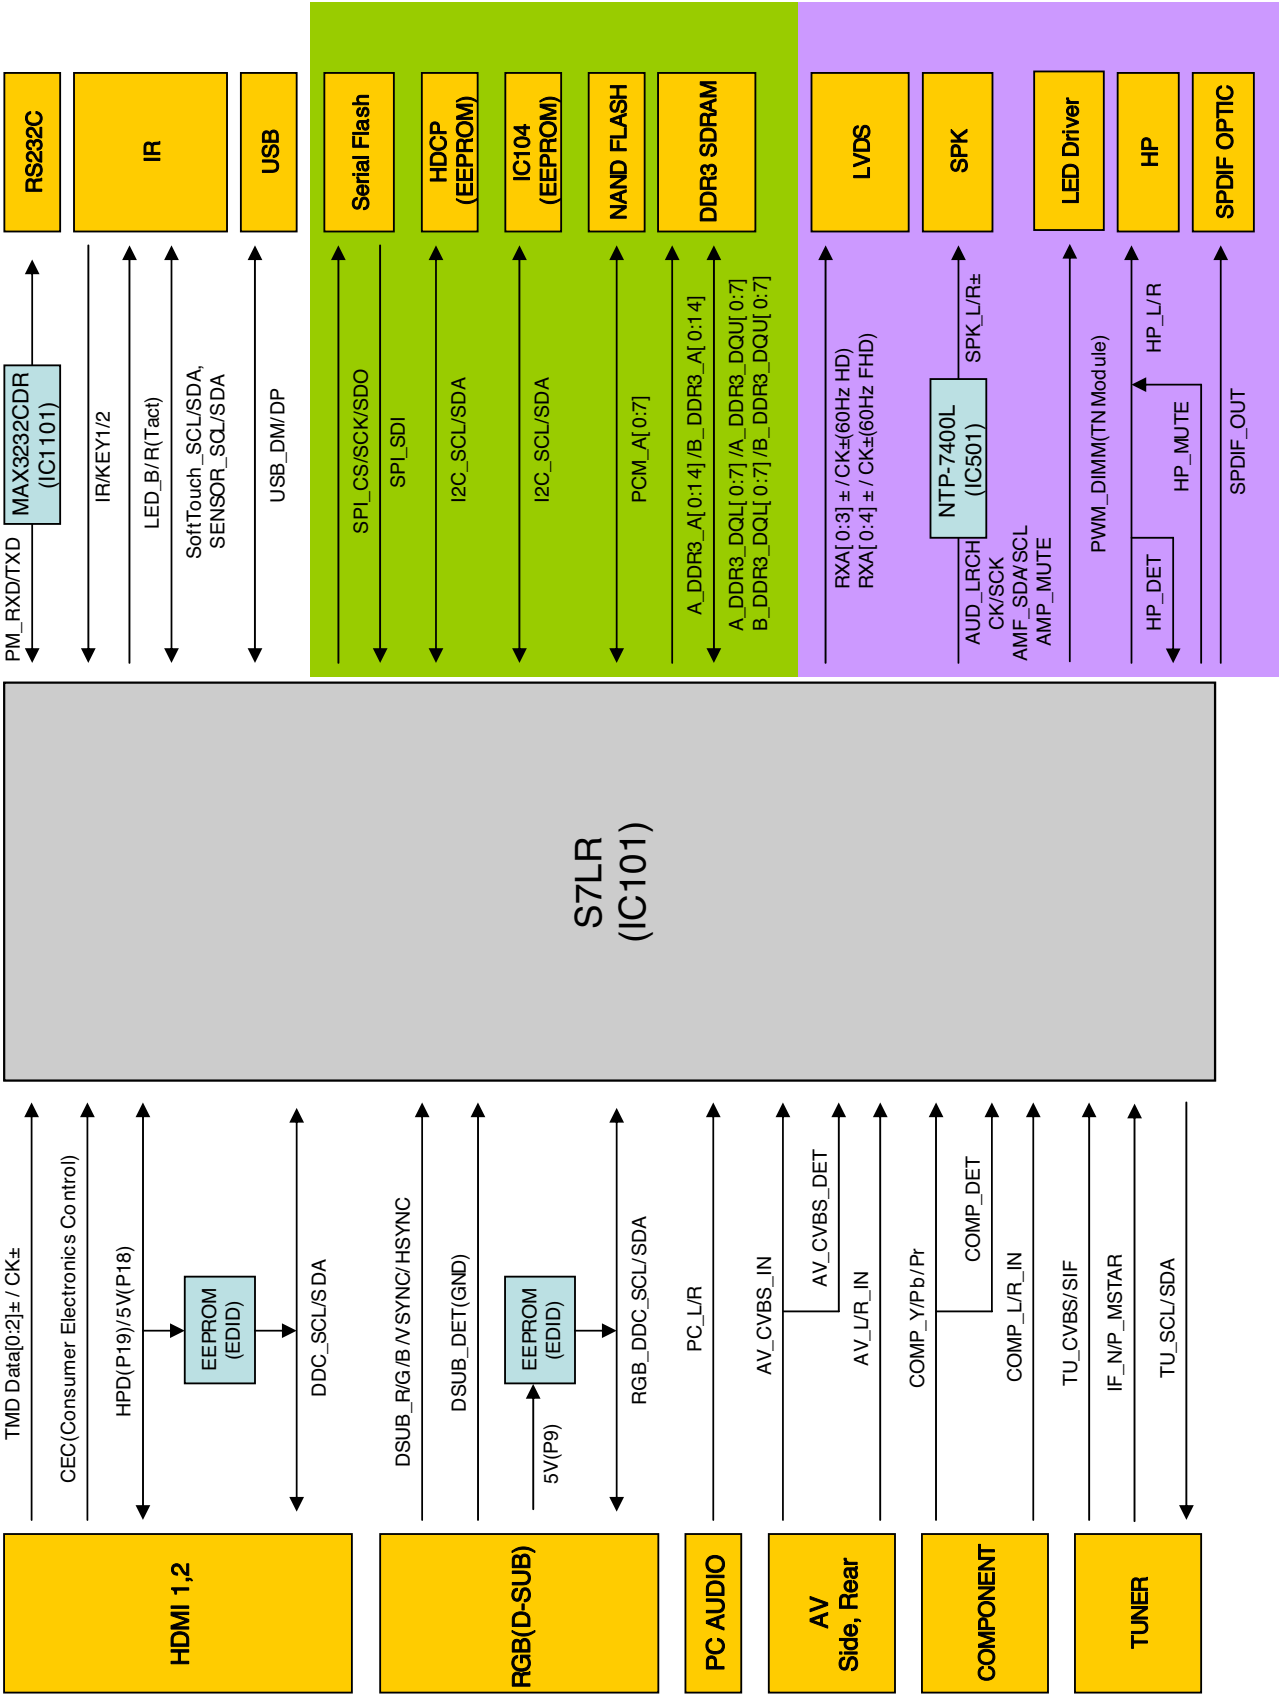 HDMI 1,2
TMD Data[0:2]± / CK±
CEC(Consumer Electronics Control)
HPD(P19)/5V(P18)
EEPROM
(EDID)
DDC_SCL/SDA
RGB(D-SUB)
DSUB_R/G/B/VSYNC/HSYNC
DSUB_DET(GND)
5V(P9)
EEPROM
(EDID)
RGB_DDC_SCL/SDA
PC AUDIO
PC_L/R
AV
Side, Rear
AV_CVBS_IN
AV_CVBS_DET
AV_L/R_IN
COMPONENT
COMP_Y/Pb/Pr
COMP_DET
COMP_L/R_IN
TUNER
TU_CVBS/SIF
IF_N/P_MSTAR
TU_SCL/SDA
S7LR
(IC101)
PM_RXD/TXD
MAX3232CDR
(IC1101)
RS232C
IR/KEY1/2
LED_B/R(Tact)
SoftTouch_SCL/SDA,
SENSOR_SCL/SDA
IR
USB_DM/DP
USB
SPI_CS/SCK/SDO
SPI_SDI
Serial Flash
I2C_SCL/SDA
HDCP
(EEPROM)
I2C_SCL/SDA
IC104
(EEPROM)
PCM_A[0:7]
NAND FLASH
A_DDR3_A[0:14] /B_DDR3_A[0:14]
A_DDR3_DQL[0:7] /A_DDR3_DQU[0:7]
B_DDR3_DQL[0:7] /B_DDR3_DQU[0:7]
DDR3 SDRAM
RXA[0:3] ± / CK±(60Hz HD)
RXA[0:4] ± / CK±(60Hz FHD)
LVDS
AUD_LRCH
CK/SCK
AMF_SDA/SCL
AMP_MUTE
NTP-7400L
(IC501)
SPK_L/R±
SPK
PWM_DIMM(TN Module)
LED Driver
HP_DET
HP_MUTE
HP_L/R
HP
SPDIF_OUT
SPDIF OPTIC